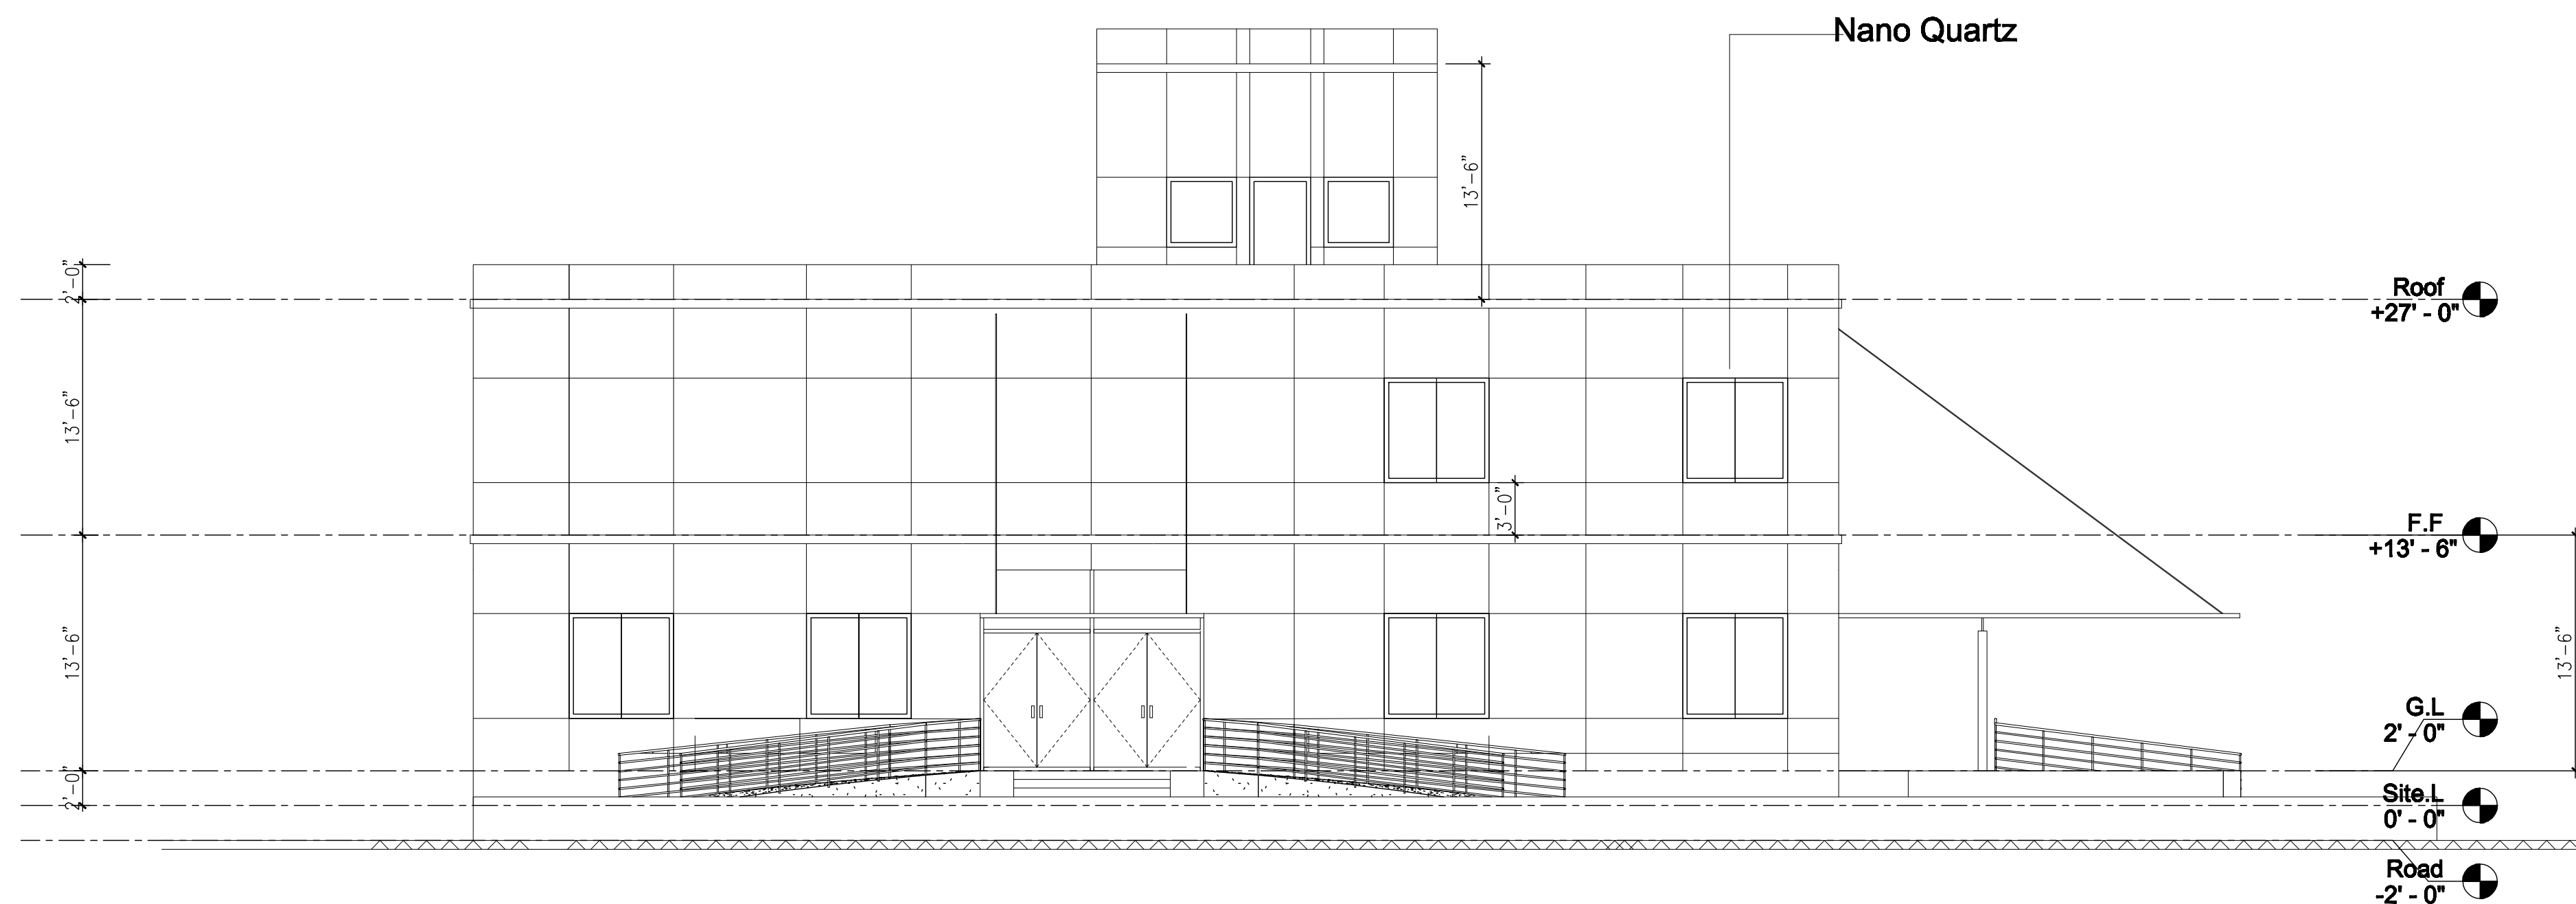 Nano Quartz
13'-6"
2'-0"
Roof
+27' - 0"
13'-6"
3'-0"
F.F
+13' - 6"
13'-6"
13'-6"
G.L
2' - 0"
2'-0"
Site.L
0' - 0"
Road
-2' - 0"